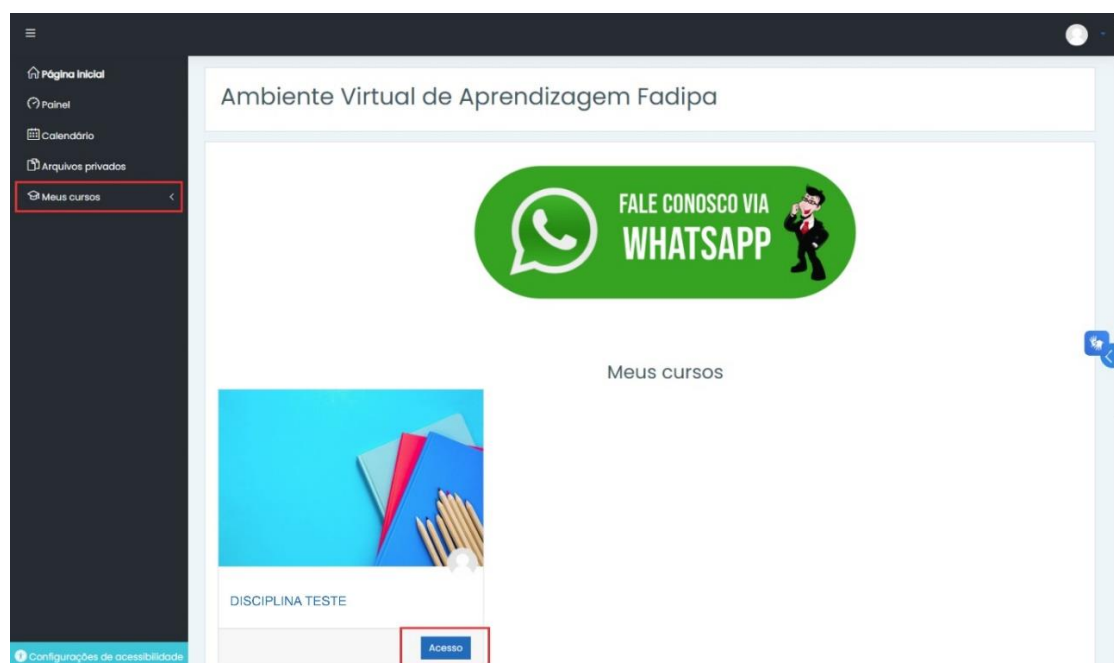 Página inicial
Painel
Calendário
Arquivos privados
Meus cursos
Ambiente Virtual de Aprendizagem Fadipa
FALE CONOSCO VIA
WHATSAPP
Meus cursos
DISCIPLINA TESTE
Acesso
Configurações de acessibilidade